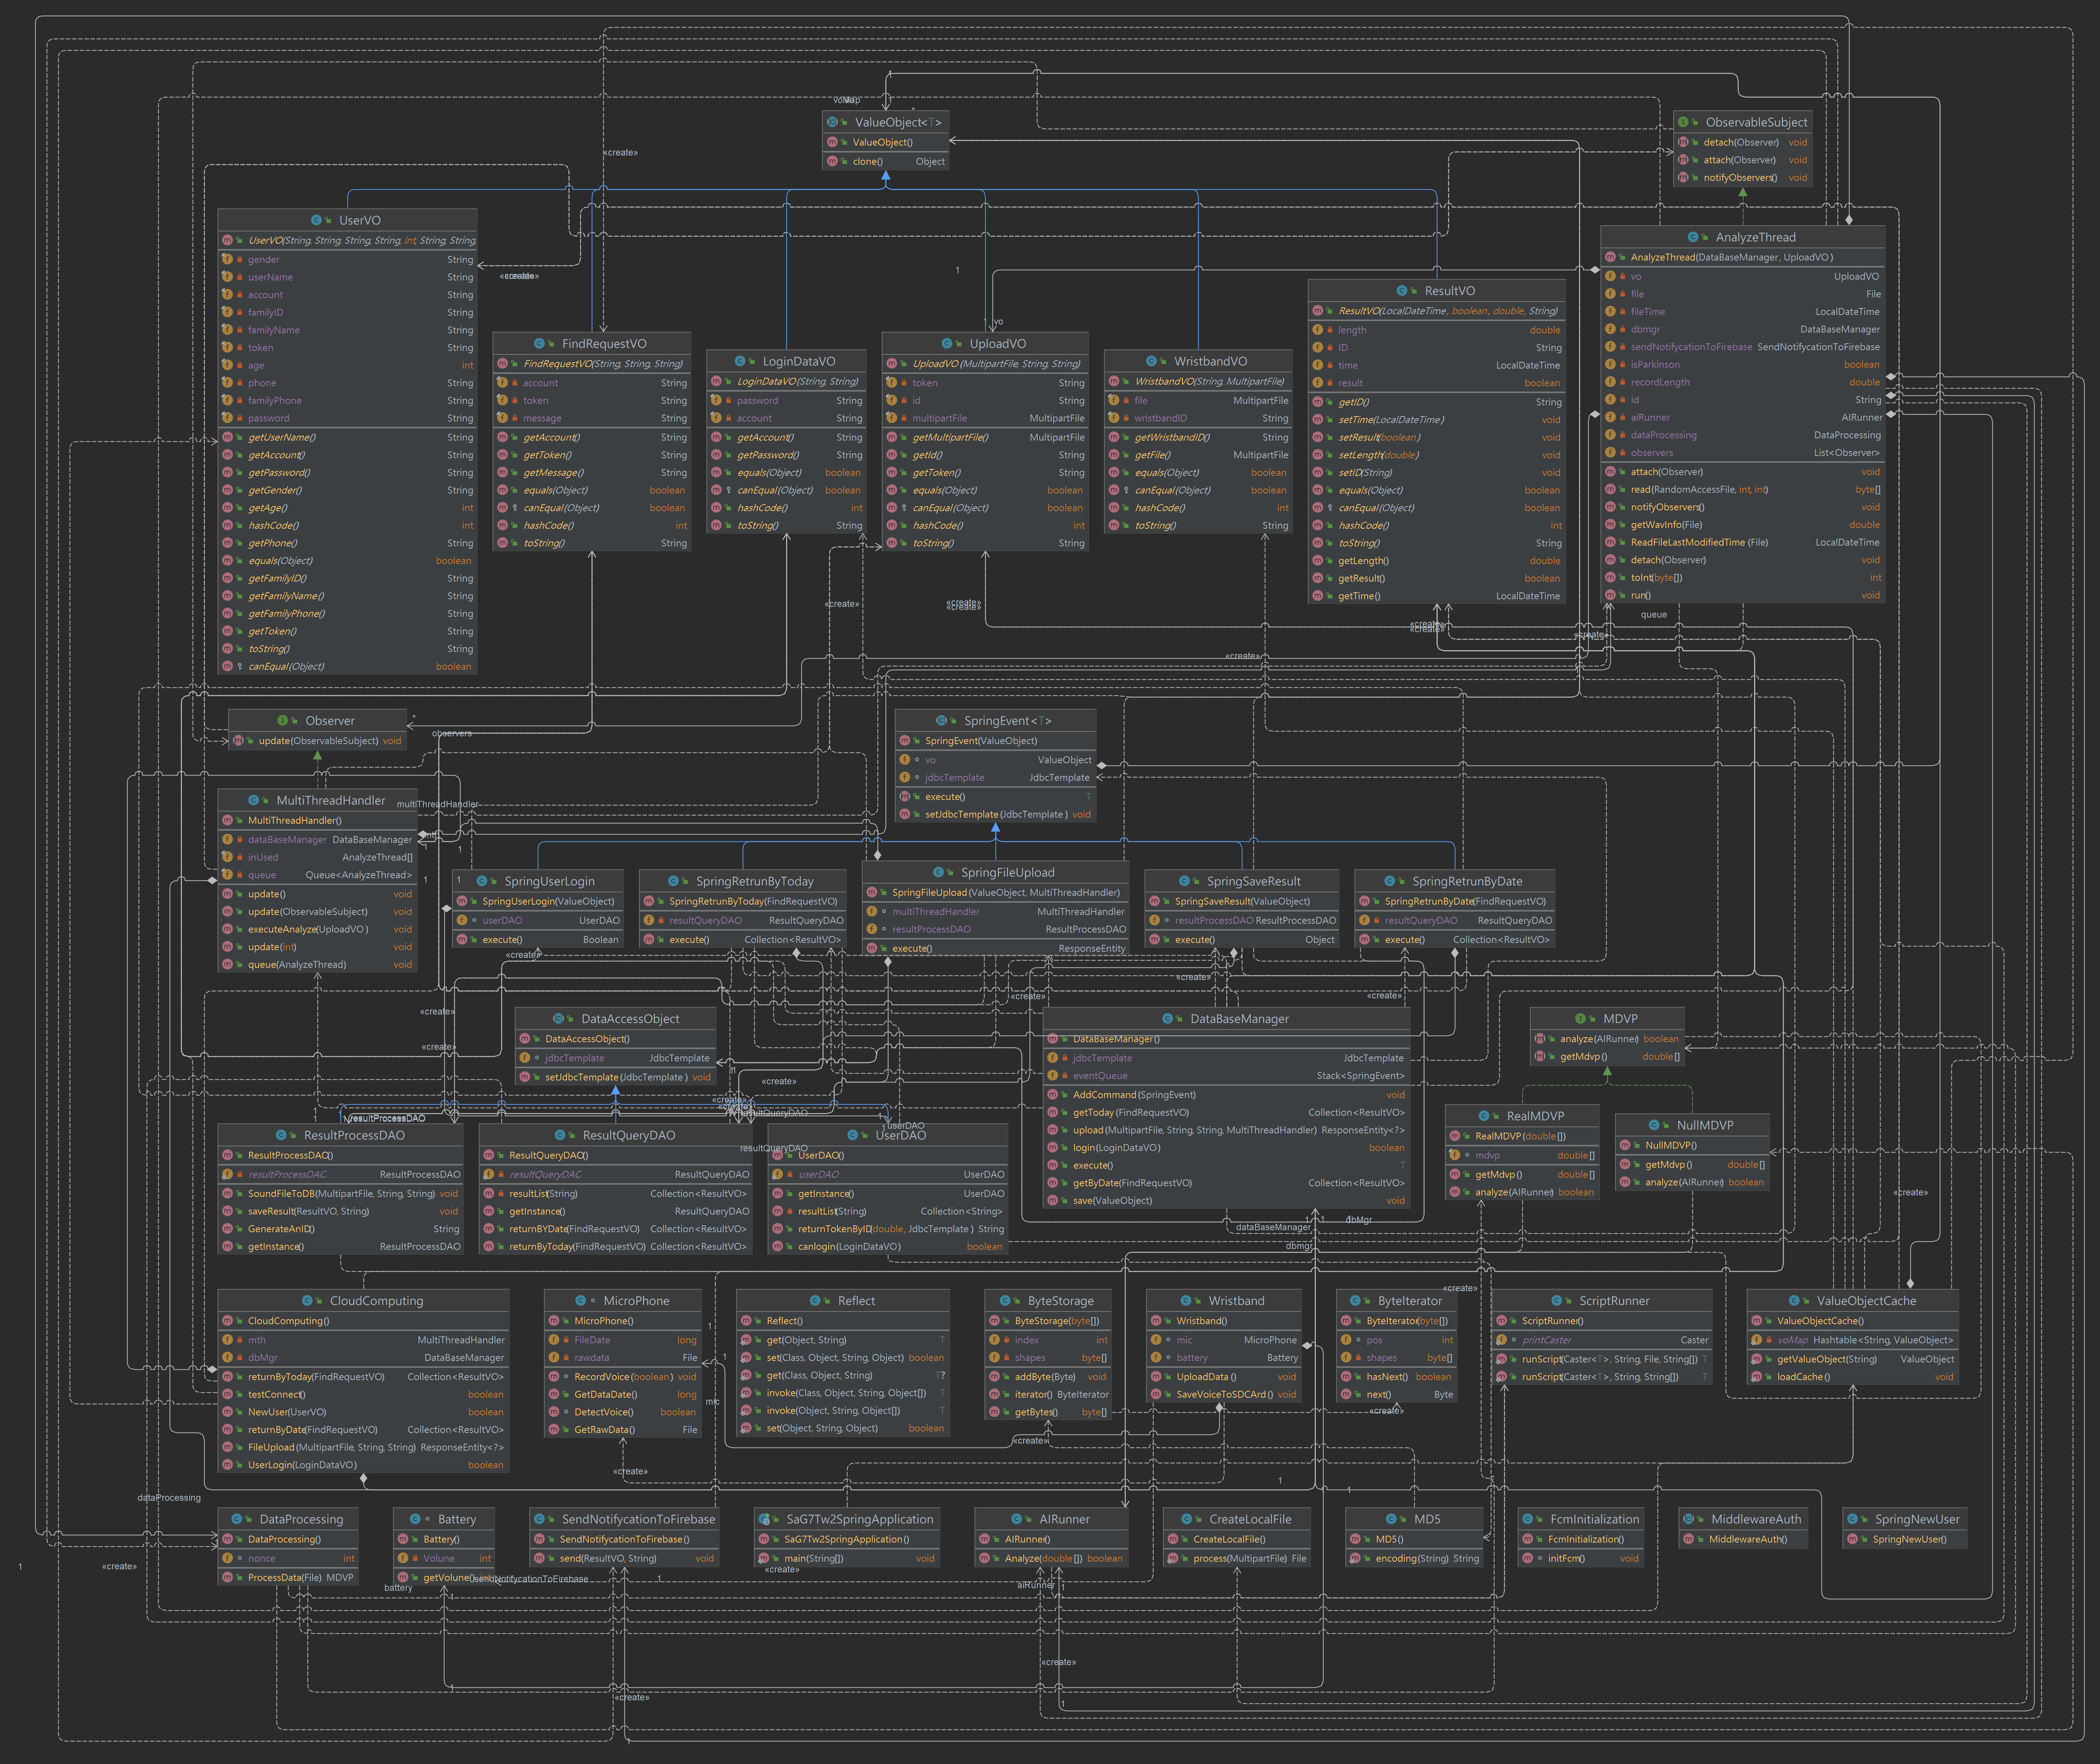 ValueObject<T>
ValueObject()
clone() Object
ObservableSubject
detach(Observer) void
attach(Observer) void
notifyObservers() void
UserVO
UserVO(String, String, String, String, int, String, String,
gender String
userName String
account String
familyID String
familyName String
token String
age int
phone String
familyPhone String
password String
getUserName() String
getAccount() String
getPassword() String
getGender() String
getAge() int
hashCode() int
getPhone() String
equals(Object) boolean
getFamilyID() String
getFamilyName() String
getFamilyPhone() String
getToken() String
toString() String
canEqual(Object) boolean
FindRequestVO
FindRequestVO(String, String, String)
account String
token String
message String
getAccount() String
getToken() String
getMessage() String
equals(Object) boolean
canEqual(Object) boolean
hashCode() int
toString() String
LoginDataVO
LoginDataVO(String, String)
password String
account String
getAccount() String
getPassword() String
equals(Object) boolean
canEqual(Object) boolean
hashCode() int
toString() String
UploadVO
UploadVO(MultipartFile, String, String)
token String
id String
multipartFile MultipartFile
getMultipartFile() MultipartFile
getId() String
getToken() String
equals(Object) boolean
canEqual(Object) boolean
hashCode() int
toString() String
WristbandVO
WristbandVO(String, MultipartFile)
file MultipartFile
wristbandID String
getWristbandID() String
getFile() MultipartFile
equals(Object) boolean
canEqual(Object) boolean
hashCode() int
toString() String
ResultVO
ResultVO(LocalDateTime, boolean, double, String)
length double
ID String
time LocalDateTime
result boolean
getID() String
setTime(LocalDateTime) void
setResult(boolean) void
setLength(double) void
setID(String) void
equals(Object) boolean
canEqual(Object) boolean
hashCode() int
toString() String
getLength() double
getResult() boolean
getTime() LocalDateTime
AnalyzeThread
AnalyzeThread(DataBaseManager, UploadVO)
vo UploadVO
file File
fileTime LocalDateTime
dbmgr DataBaseManager
sendNotifycationToFirebase SendNotifycationToFirebase
isParkinson boolean
recordLength double
id String
aiRunner AIRunner
dataProcessing DataProcessing
observers List<Observer>
attach(Observer) void
read(RandomAccessFile, int, int) byte[]
notifyObservers() void
getWavInfo(File) double
ReadFileLastModifiedTime(File) LocalDateTime
detach(Observer) void
toInt(byte[]) int
run() void
Observer
update(ObservableSubject) void
SpringEvent<T>
SpringEvent(ValueObject)
vo ValueObject
jdbcTemplate JdbcTemplate
execute() T
setJdbcTemplate(JdbcTemplate) void
MultiThreadHandler
MultiThreadHandler()
dataBaseManager DataBaseManager
inUsed AnalyzeThread[]
queue Queue<AnalyzeThread>
update() void
update(ObservableSubject) void
executeAnalyze(UploadVO) void
update(int) void
queue(AnalyzeThread) void
SpringUserLogin
SpringUserLogin(ValueObject)
userDAO UserDAO
execute() Boolean
SpringRetrunByToday
SpringRetrunByToday(FindRequestVO)
resultQueryDAO ResultQueryDAO
execute() Collection<ResultVO>
SpringFileUpload
SpringFileUpload(ValueObject, MultiThreadHandler)
multiThreadHandler MultiThreadHandler
resultProcessDAO ResultProcessDAO
execute() ResponseEntity
SpringSaveResult
SpringSaveResult(ValueObject)
resultProcessDAO ResultProcessDAO
execute() Object
SpringRetrunByDate
SpringRetrunByDate(FindRequestVO)
resultQueryDAO ResultQueryDAO
execute() Collection<ResultVO>
DataAccessObject
DataAccessObject()
jdbcTemplate JdbcTemplate
setJdbcTemplate(JdbcTemplate) void
DataBaseManager
DataBaseManager()
jdbcTemplate JdbcTemplate
eventQueue Stack<SpringEvent>
AddCommand(SpringEvent) void
getToday(FindRequestVO) Collection<ResultVO>
upload(MultipartFile, String, String, MultiThreadHandler) ResponseEntity<?>
login(LoginDataVO) boolean
execute() T
getByDate(FindRequestVO) Collection<ResultVO>
save(ValueObject) void
MDVP
analyze(AIRunner) boolean
getMdvp() double[]
RealMDVP
RealMDVP(double[])
mdvp double[]
getMdvp() double[]
analyze(AIRunner) boolean
NullMDVP
NullMDVP()
getMdvp() double[]
analyze(AIRunner) boolean
ResultProcessDAO
ResultProcessDAO()
resultProcessDAO ResultProcessDAO
SoundFileToDB(MultipartFile, String, String) void
saveResult(ResultVO, String) void
GenerateAnID() String
getInstance() ResultProcessDAO
ResultQueryDAO
ResultQueryDAO()
resultQueryDAO ResultQueryDAO
resultList(String) Collection<ResultVO>
getInstance() ResultQueryDAO
returnBYDate(FindRequestVO) Collection<ResultVO>
returnByToday(FindRequestVO) Collection<ResultVO>
UserDAO
UserDAO()
userDAO UserDAO
getInstance() UserDAO
resultList(String) Collection<String>
returnTokenByID(double, JdbcTemplate) String
canlogin(LoginDataVO) boolean
CloudComputing
CloudComputing()
mth MultiThreadHandler
dbMgr DataBaseManager
returnByToday(FindRequestVO) Collection<ResultVO>
testConnect() boolean
NewUser(UserVO) boolean
returnByDate(FindRequestVO) Collection<ResultVO>
FileUpload(MultipartFile, String, String) ResponseEntity<?>
UserLogin(LoginDataVO) boolean
MicroPhone
MicroPhone()
FileDate long
rawdata File
RecordVoice(boolean) void
GetDataDate() long
DetectVoice() boolean
GetRawData() File
Reflect
Reflect()
get(Object, String) T
set(Class, Object, String, Object) boolean
get(Class, Object, String) T?
invoke(Class, Object, String, Object[]) T
invoke(Object, String, Object[]) T
set(Object, String, Object) boolean
ByteStorage
ByteStorage(byte[])
index int
shapes byte[]
addByte(Byte) void
iterator() ByteIterator
getBytes() byte[]
Wristband
Wristband()
mic MicroPhone
battery Battery
UploadData() void
SaveVoiceToSDCArd() void
ByteIterator
ByteIterator(byte[])
pos int
shapes byte[]
hasNext() boolean
next() Byte
ScriptRunner
ScriptRunner()
printCaster Caster
runScript(Caster<T>, String, File, String[]) T
runScript(Caster<T>, String, String[]) T
ValueObjectCache
ValueObjectCache()
voMap Hashtable<String, ValueObject>
getValueObject(String) ValueObject
loadCache() void
DataProcessing
DataProcessing()
nonce int
ProcessData(File) MDVP
Battery
Battery()
Volune int
getVolune()
SendNotifycationToFirebase
SendNotifycationToFirebase()
send(ResultVO, String) void
SaG7Tw2SpringApplication
SaG7Tw2SpringApplication()
main(String[]) void
AIRunner
AIRunner()
Analyze(double[]) boolean
CreateLocalFile
CreateLocalFile()
process(MultipartFile) File
MD5
MD5()
encoding(String) String
FcmInitialization
FcmInitialization()
initFcm() void
MiddlewareAuth
MiddlewareAuth()
SpringNewUser
SpringNewUser()
«create»
vo
queue
observers
multiThreadHandler
resultProcessDAO
resultQueryDAO
userDAO
dataBaseManager
dbMgr
dbmgr
mic
dataProcessing
battery
sendNotifycationToFirebase
aiRunner